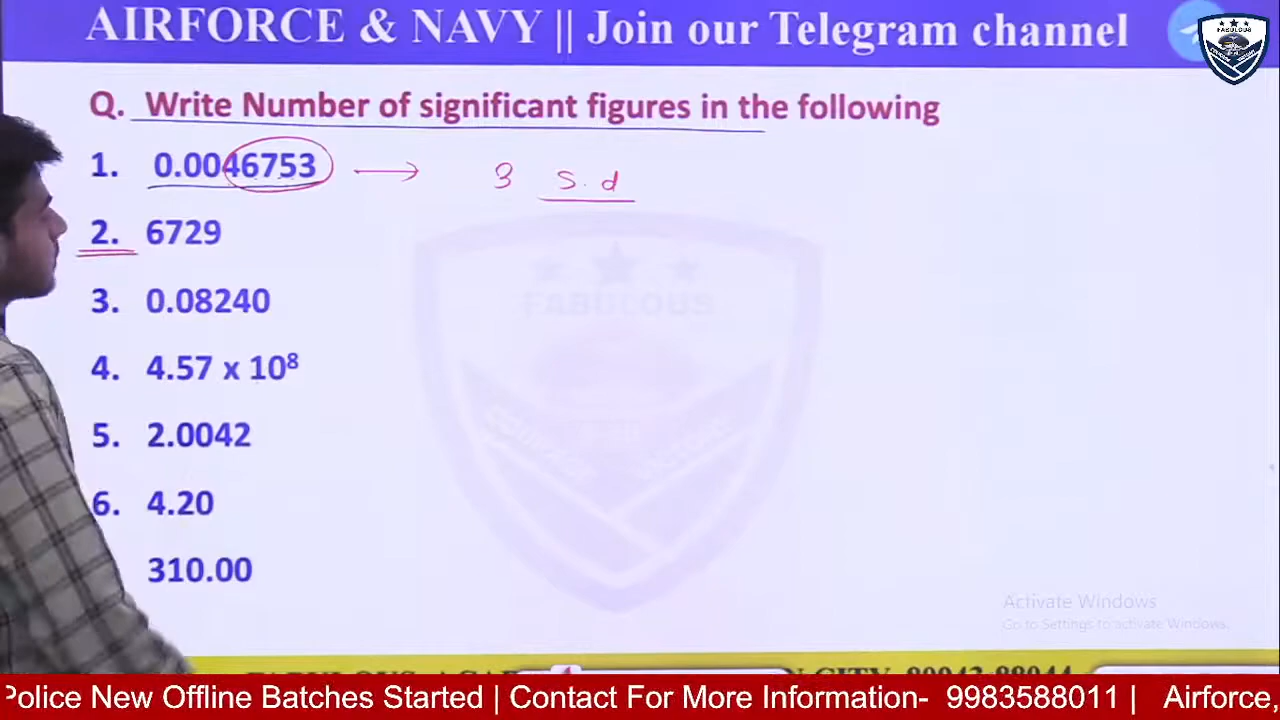 AIRFORCE & NAVY || Join our Telegram channel
FABULOUS
Q. Write Number of significant figures in the following
1. 0.0046753 → 3 S.d
2. 6729
FABULOUS
3. 0.08240
4. 4.57 x 10⁸
5. 2.0042
6. 4.20
310.00
Activate Windows
Go to Settings to activate Windows.
Police New Offline Batches Started | Contact For More Information- 9983588011 | Airforce,